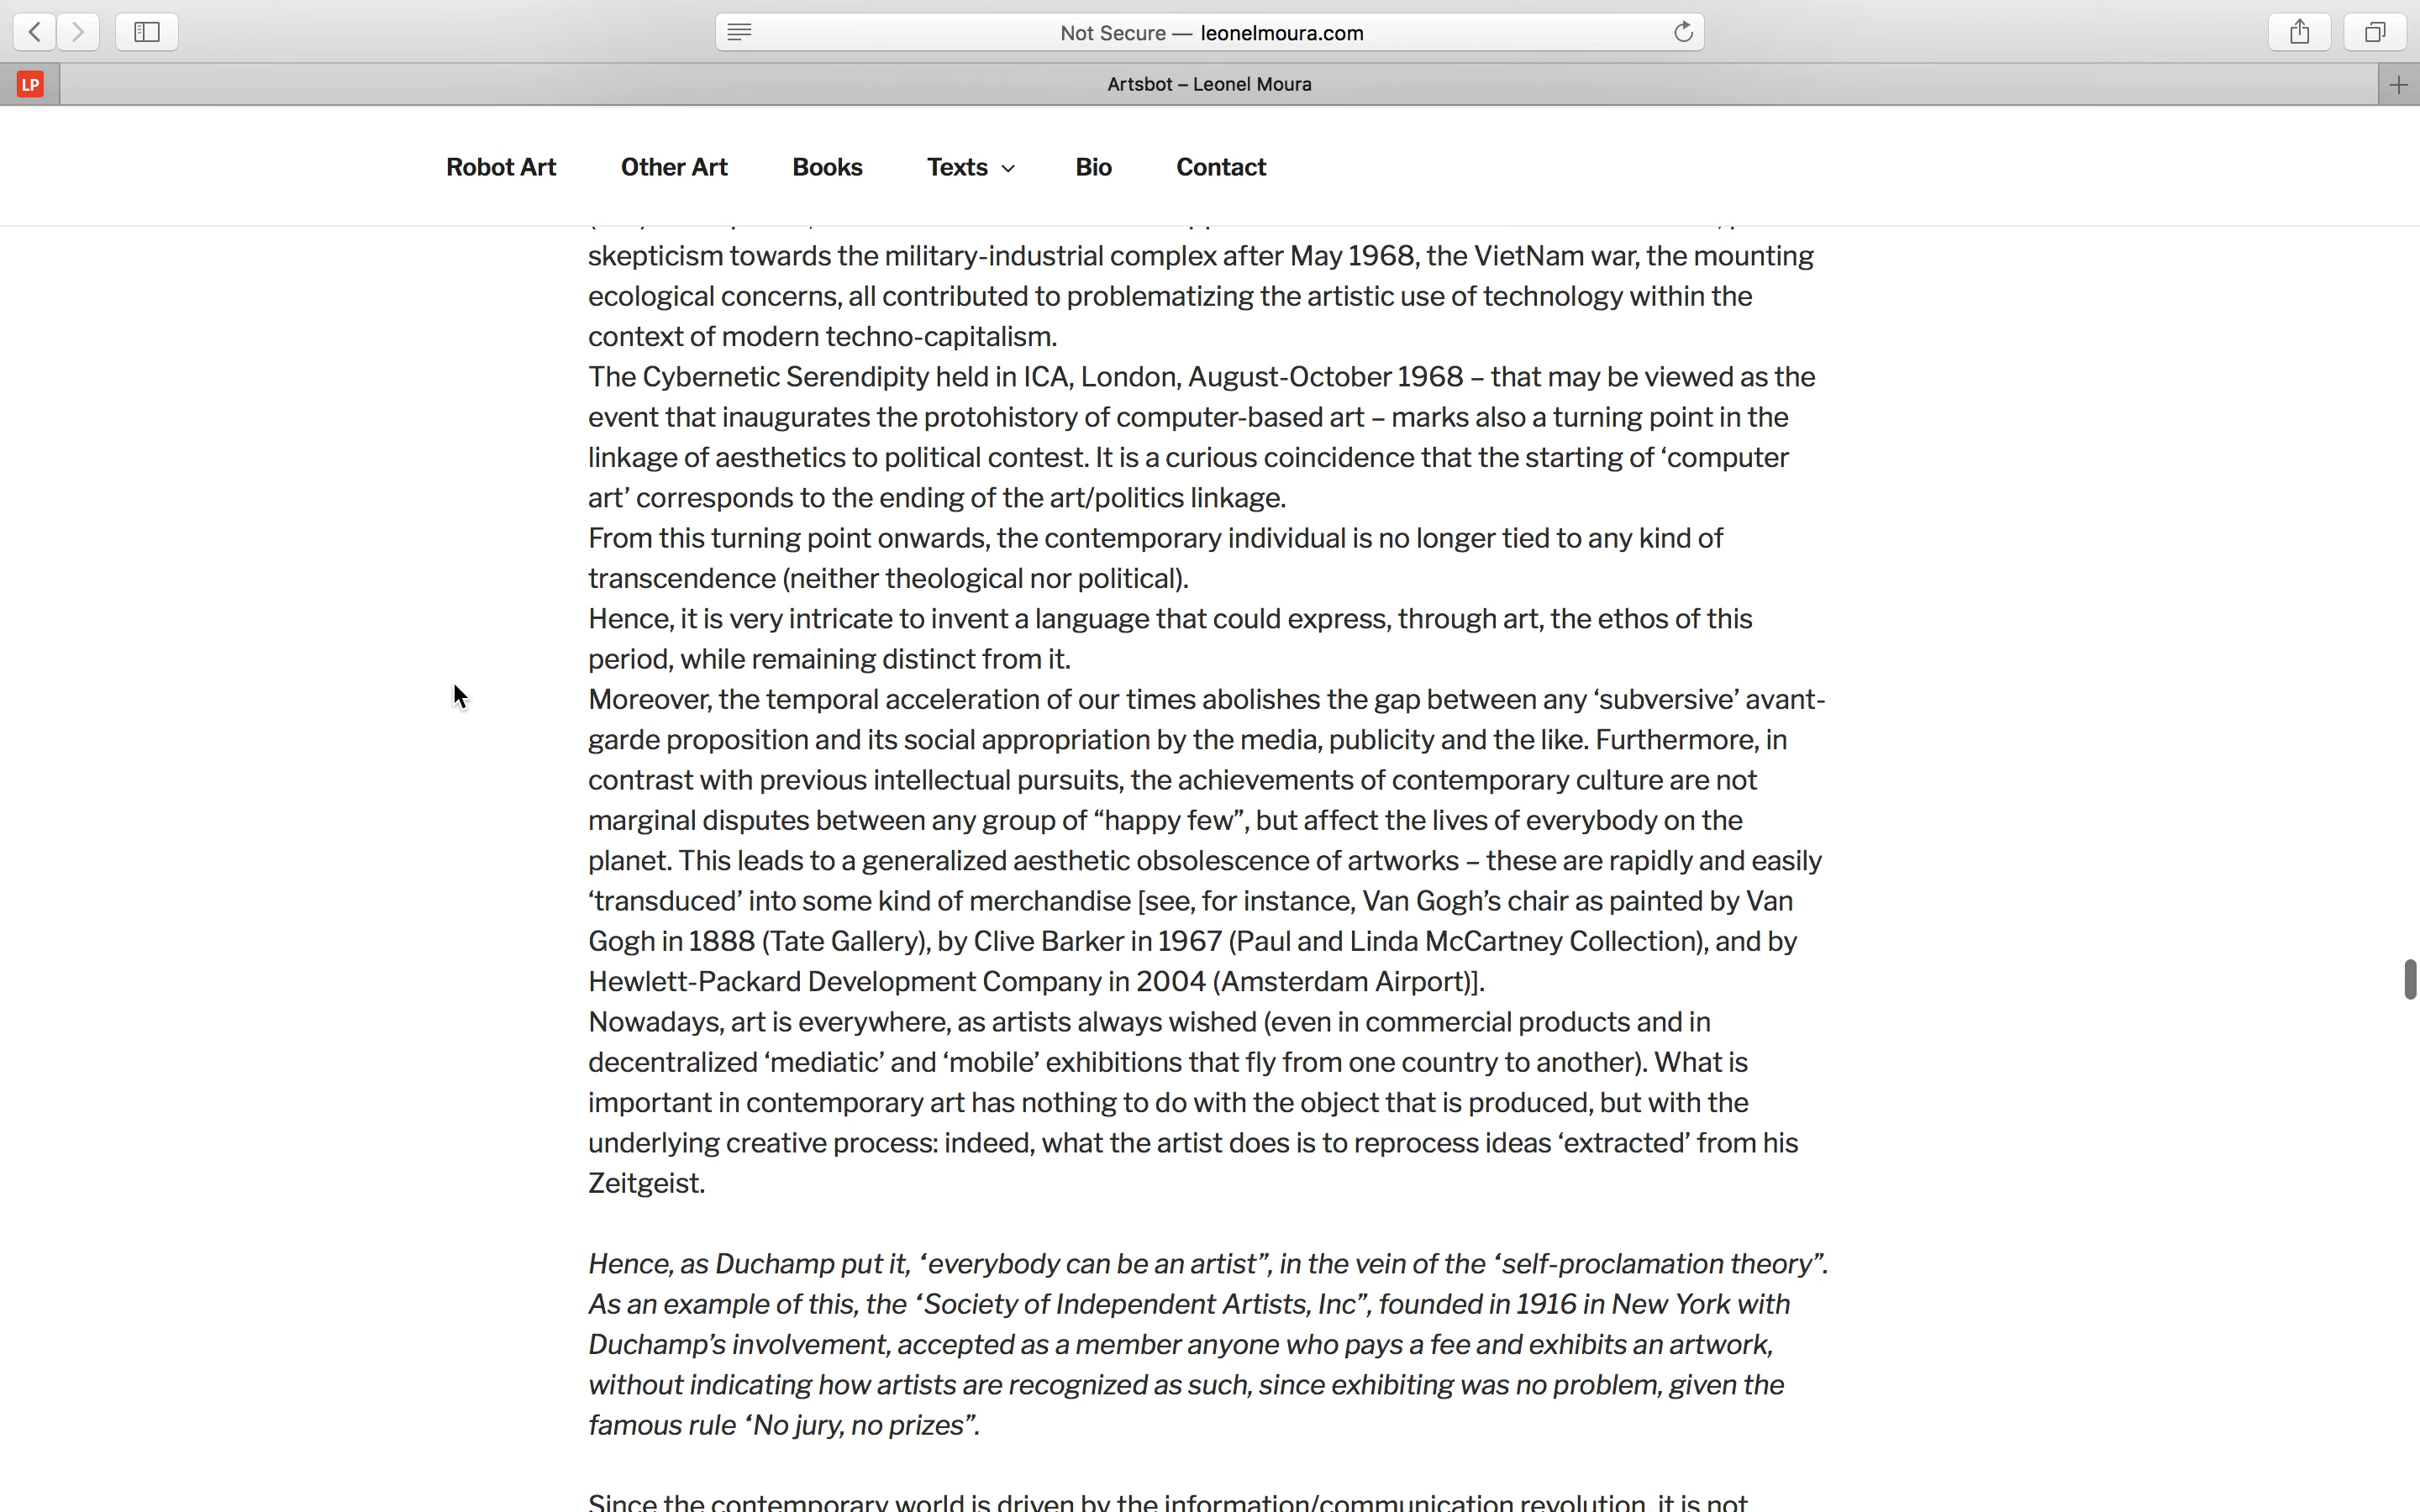 Not Secure — leonelmoura.com
LP
Artsbot – Leonel Moura
Robot Art Other Art Books Texts Bio Contact
skepticism towards the military-industrial complex after May 1968, the VietNam war, the mounting
ecological concerns, all contributed to problematizing the artistic use of technology within the
context of modern techno-capitalism.
The Cybernetic Serendipity held in ICA, London, August-October 1968 – that may be viewed as the
event that inaugurates the protohistory of computer-based art – marks also a turning point in the
linkage of aesthetics to political contest. It is a curious coincidence that the starting of ‘computer
art’ corresponds to the ending of the art/politics linkage.
From this turning point onwards, the contemporary individual is no longer tied to any kind of
transcendence (neither theological nor political).
Hence, it is very intricate to invent a language that could express, through art, the ethos of this
period, while remaining distinct from it.
Moreover, the temporal acceleration of our times abolishes the gap between any ‘subversive’ avant-
garde proposition and its social appropriation by the media, publicity and the like. Furthermore, in
contrast with previous intellectual pursuits, the achievements of contemporary culture are not
marginal disputes between any group of “happy few”, but affect the lives of everybody on the
planet. This leads to a generalized aesthetic obsolescence of artworks – these are rapidly and easily
‘transduced’ into some kind of merchandise [see, for instance, Van Gogh’s chair as painted by Van
Gogh in 1888 (Tate Gallery), by Clive Barker in 1967 (Paul and Linda McCartney Collection), and by
Hewlett-Packard Development Company in 2004 (Amsterdam Airport)].
Nowadays, art is everywhere, as artists always wished (even in commercial products and in
decentralized ‘mediatic’ and ‘mobile’ exhibitions that fly from one country to another). What is
important in contemporary art has nothing to do with the object that is produced, but with the
underlying creative process: indeed, what the artist does is to reprocess ideas ‘extracted’ from his
Zeitgeist.
Hence, as Duchamp put it, ‘everybody can be an artist”, in the vein of the ‘self-proclamation theory”.
As an example of this, the ‘Society of Independent Artists, Inc”, founded in 1916 in New York with
Duchamp’s involvement, accepted as a member anyone who pays a fee and exhibits an artwork,
without indicating how artists are recognized as such, since exhibiting was no problem, given the
famous rule ‘No jury, no prizes”.
Since the contemporary world is driven by the information/communication revolution, it is not